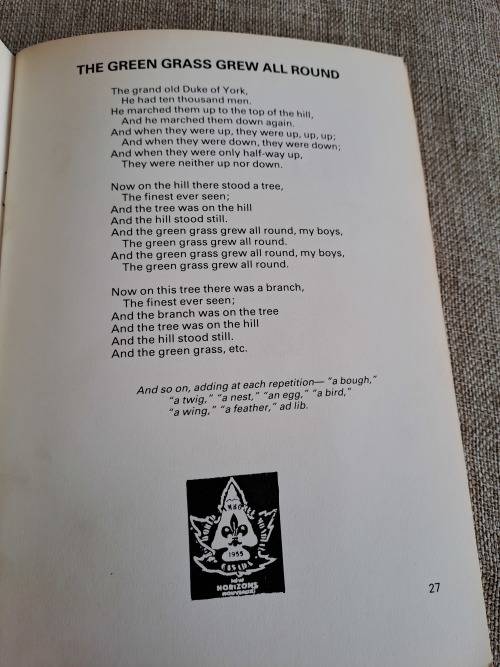 THE GREEN GRASS GREW ALL ROUND
The grand old Duke of York,
He had ten thousand men.
He marched them up to the top of the hill,
And he marched them down again.
And when they were up, they were up, up, up;
And when they were down, they were down;
And when they were only half-way up,
They were neither up nor down.
Now on the hill there stood a tree,
The finest ever seen;
And the tree was on the hill
And the hill stood still.
And the green grass grew all round, my boys,
The green grass grew all round.
And the green grass grew all round, my boys,
The green grass grew all round.
Now on this tree there was a branch,
The finest ever seen;
And the branch was on the tree
And the tree was on the hill
And the hill stood still.
And the green grass, etc.
And so on, adding at each repetition— “a bough,”
“a twig,” “a nest,” “an egg,” “a bird,”
“a wing,” “a feather,” ad lib.
JAMBOREE
1955
NEW
HORIZONS
27